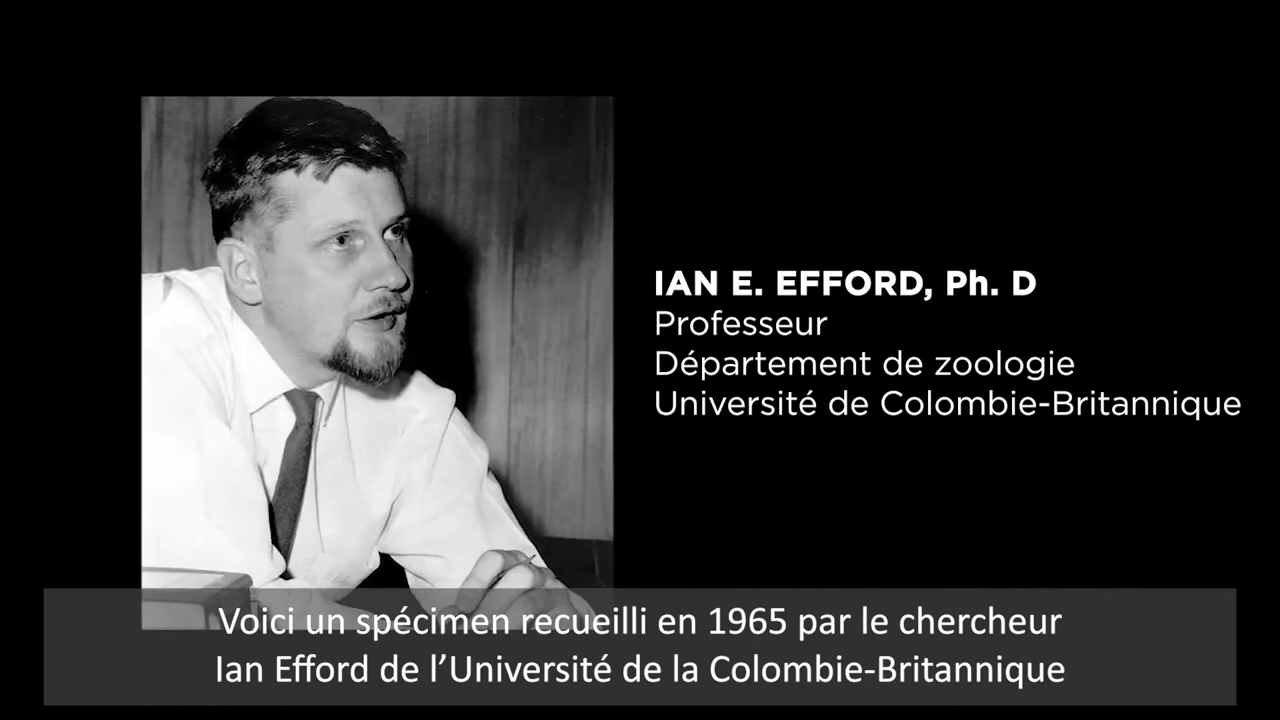 IAN E. EFFORD, Ph. D
Professeur
Département de zoologie
Université de Colombie-Britannique
Voici un spécimen recueilli en 1965 par le chercheur
Ian Efford de l’Université de la Colombie-Britannique